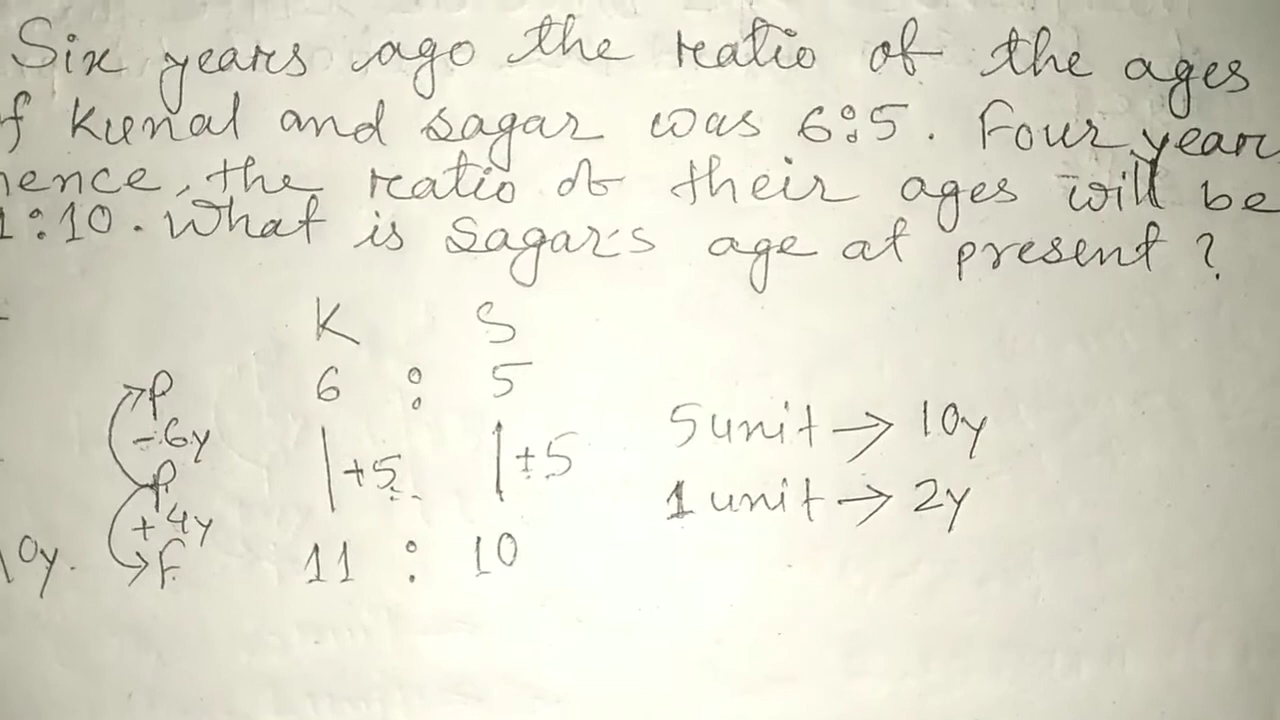 Six years ago the ratio of the ages
f Kunal and sagar was 6:5. Four year
hence, the ratio of their ages will be
1:10. What is Sagar's age at present?
K S
P 6 : 5
-6y |+5 |+5
P
+4y
10y. F 11 : 10
5 unit → 10y
1 unit → 2y